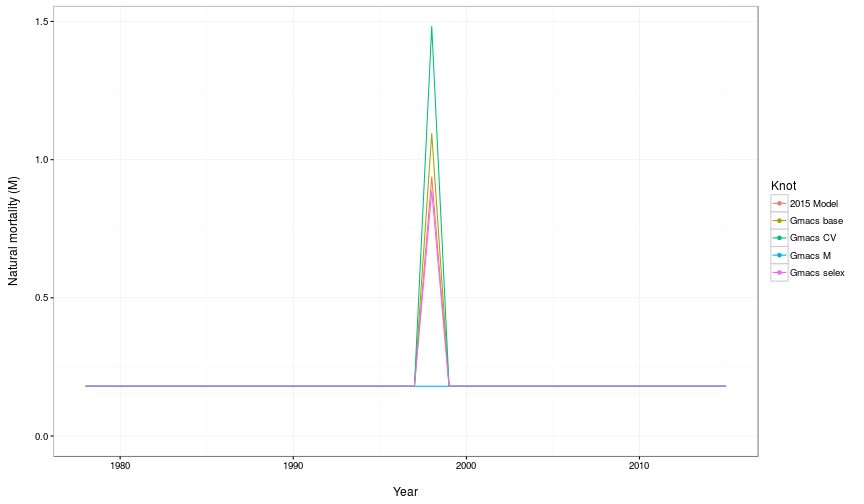 1.5
1.0
0.5
0.0
Natural mortality (M)
1980
1990
2000
2010
Year
Knot
2015 Model
Gmacs base
Gmacs CV
Gmacs M
Gmacs selex